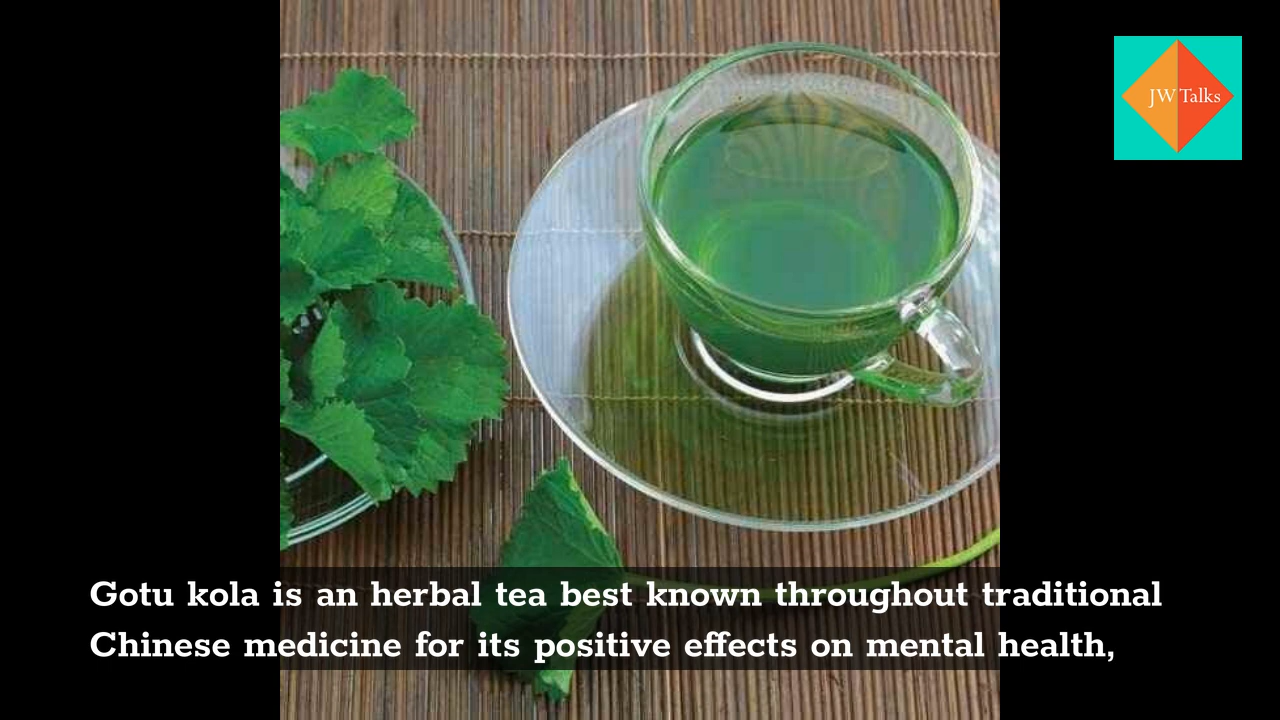 JW Talks
Gotu kola is an herbal tea best known throughout traditional
Chinese medicine for its positive effects on mental health,